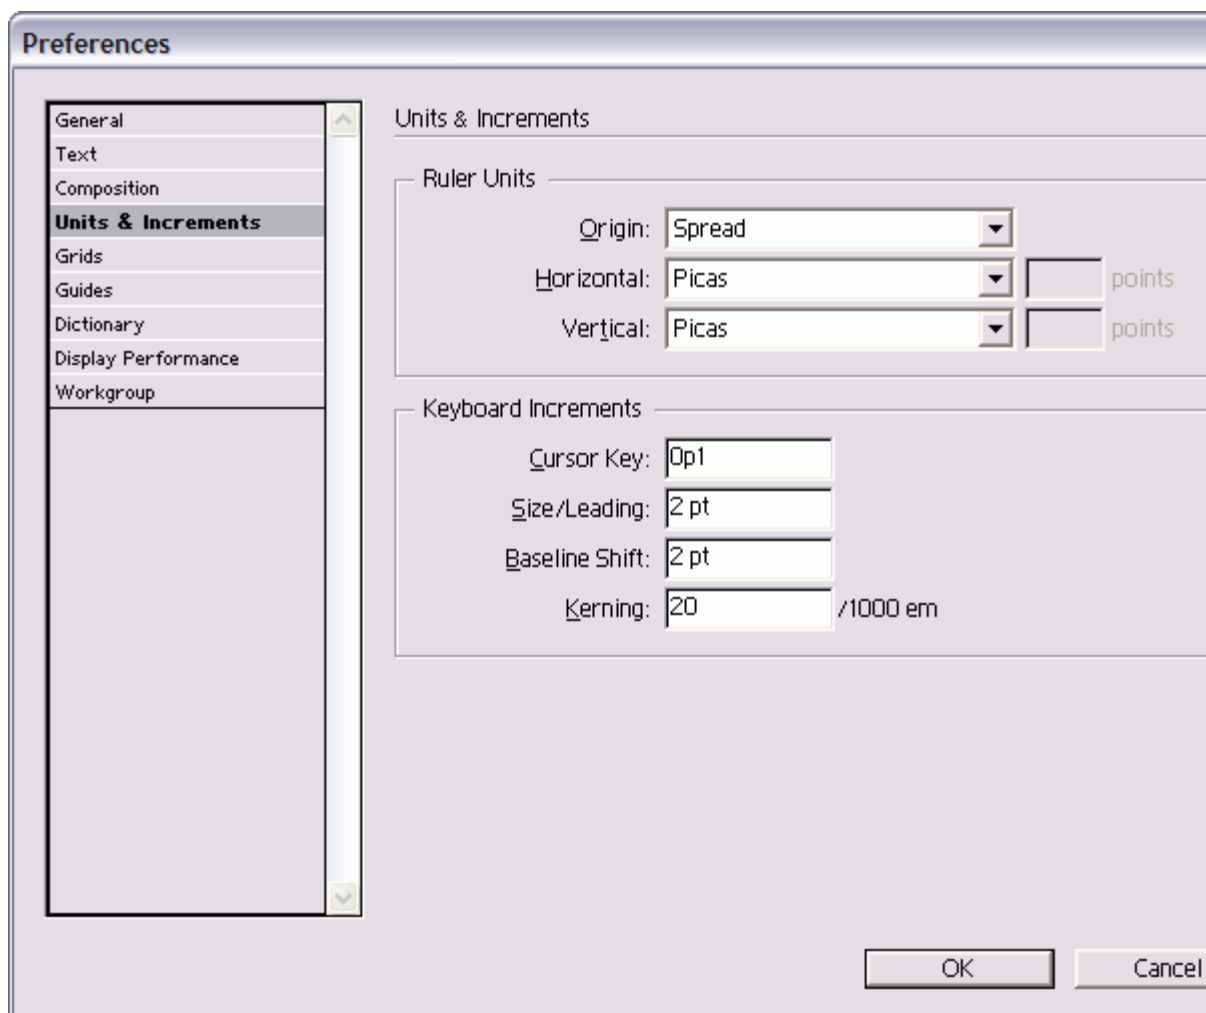 Preferences
General
Text
Composition
Units & Increments
Grids
Guides
Dictionary
Display Performance
Workgroup
Units & Increments
Ruler Units
Origin: Spread
Horizontal: Picas points
Vertical: Picas points
Keyboard Increments
Cursor Key: 0p1
Size/Leading: 2 pt
Baseline Shift: 2 pt
Kerning: 20 /1000 em
OK Cancel